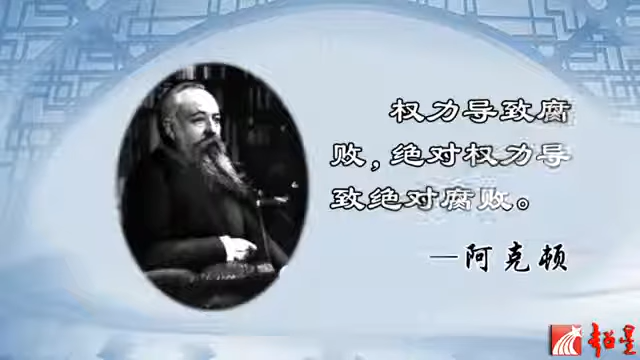 权力导致腐
败，绝对权力导
致绝对腐败。
—阿克顿
超星